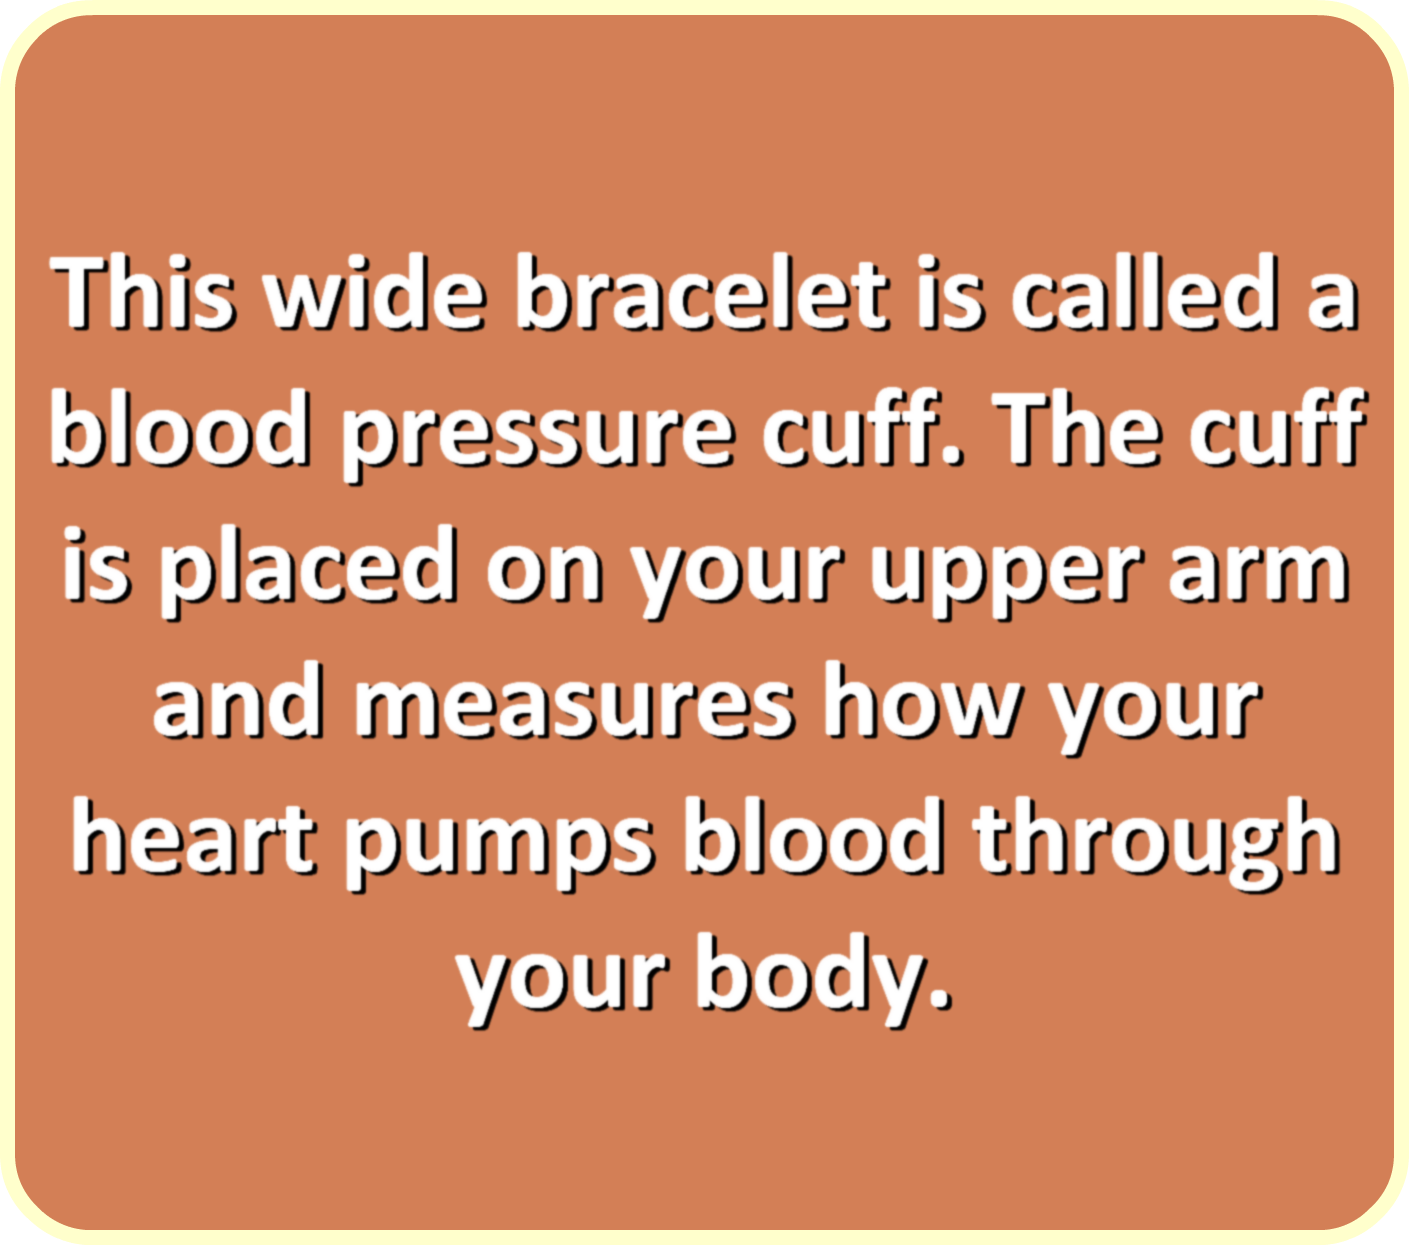 This wide bracelet is called a
blood pressure cuff. The cuff
is placed on your upper arm
and measures how your
heart pumps blood through
your body.